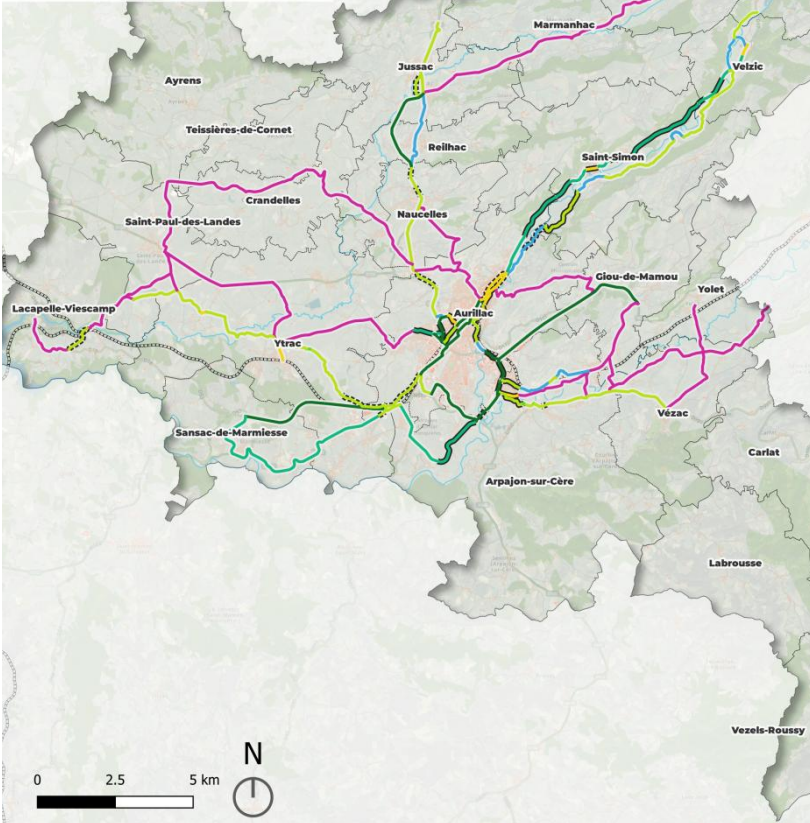 Marmanhac
Jussac
Velzic
Ayrens
Teissières-de-Cornet
Reilhac
Saint-Simon
Crandelles
Naucelles
Saint-Paul-des-Landes
Giou-de-Mamou
Yolet
Lacapelle-Viescamp
Aurillac
Ytrac
Vézac
Sansac-de-Marmiesse
Carlat
Arpajon-sur-Cère
Labrousse
Vezels-Roussy
N
0 2.5 5 km